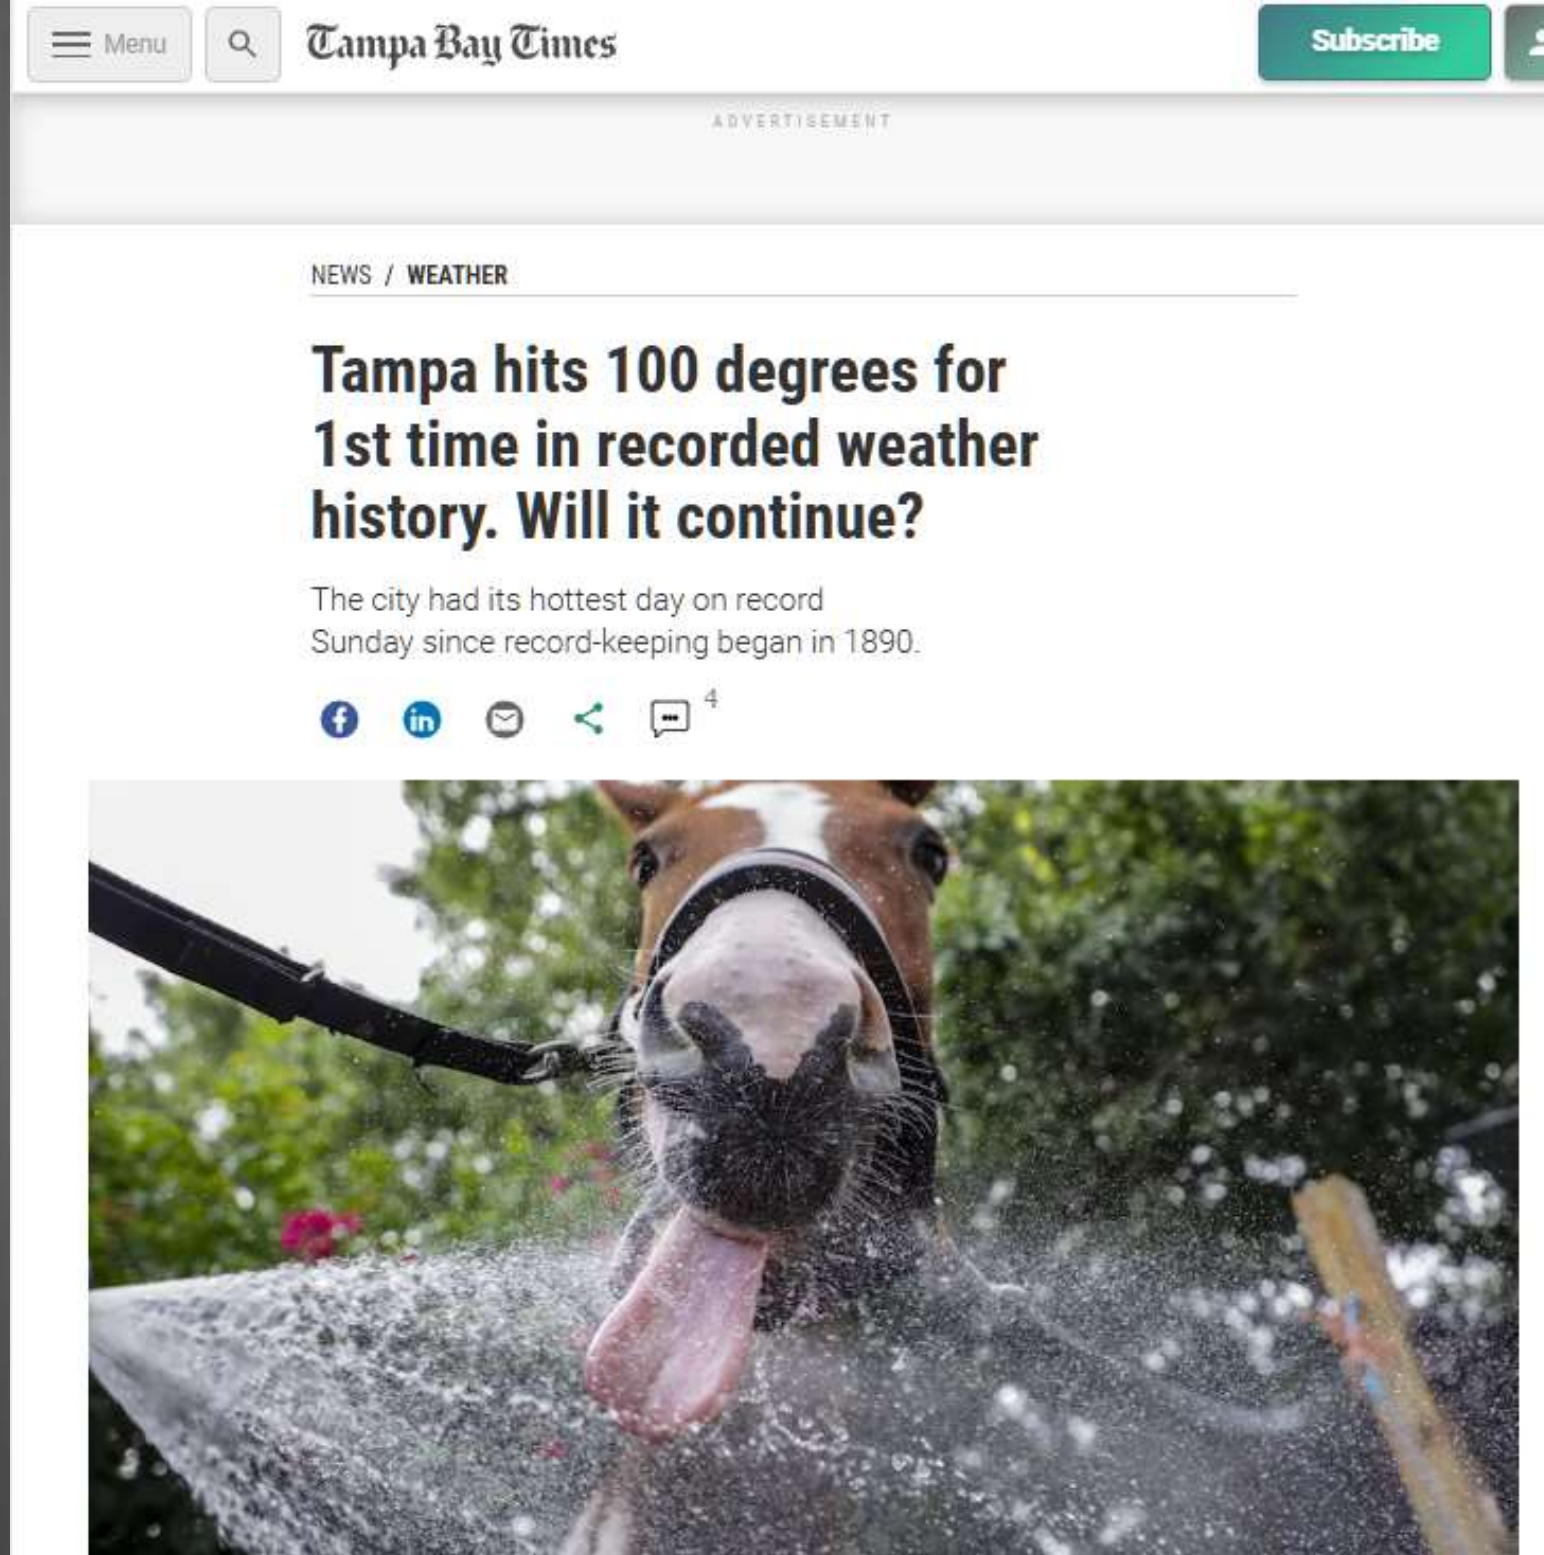 Menu
Tampa Bay Times
Subscribe
ADVERTISEMENT
NEWS / WEATHER
Tampa hits 100 degrees for
1st time in recorded weather
history. Will it continue?
The city had its hottest day on record
Sunday since record-keeping began in 1890.
f
in
4